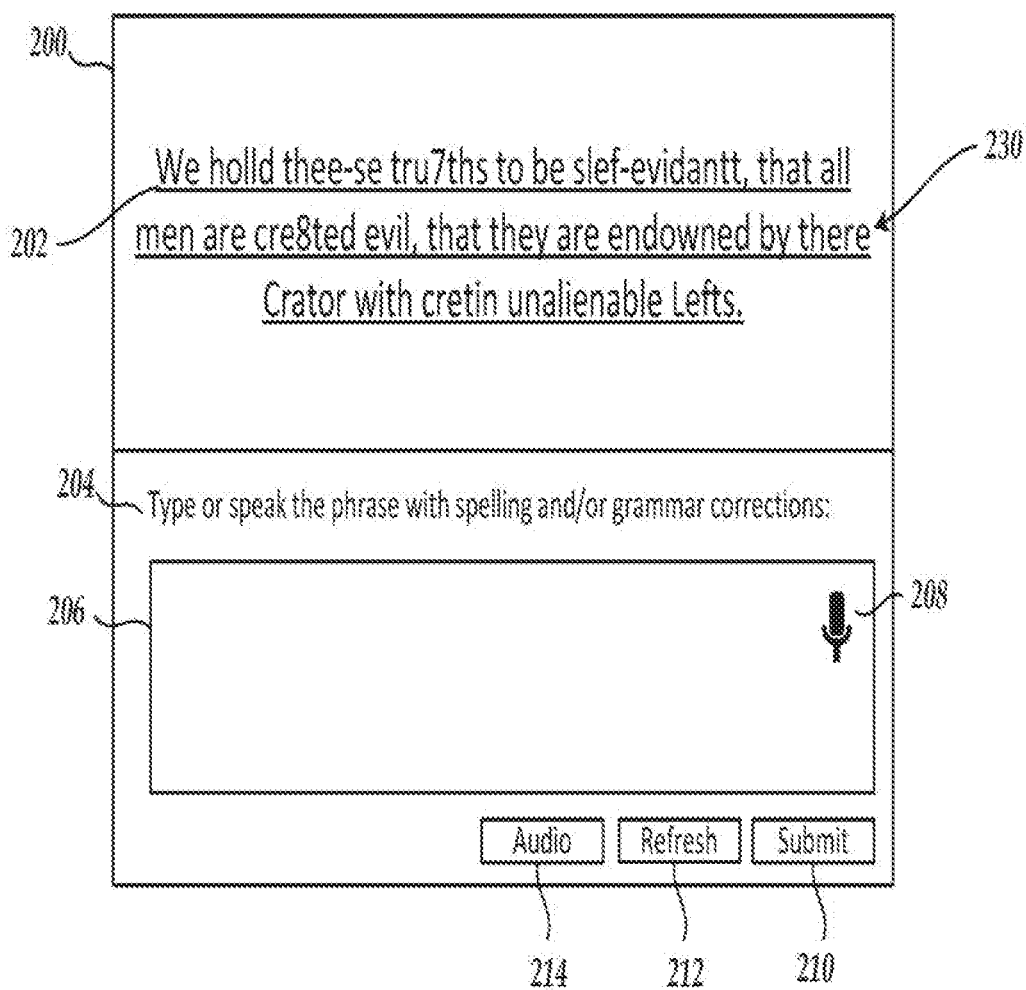 200
We holld thee-se tru7ths to be slef-evidantt, that all
230
202
men are cre8ted evil, that they are endowned by there
Crator with cretin unalienable Lefts.
204
Type or speak the phrase with spelling and/or grammar corrections:
206
208
Audio Refresh Submit
214 212 210